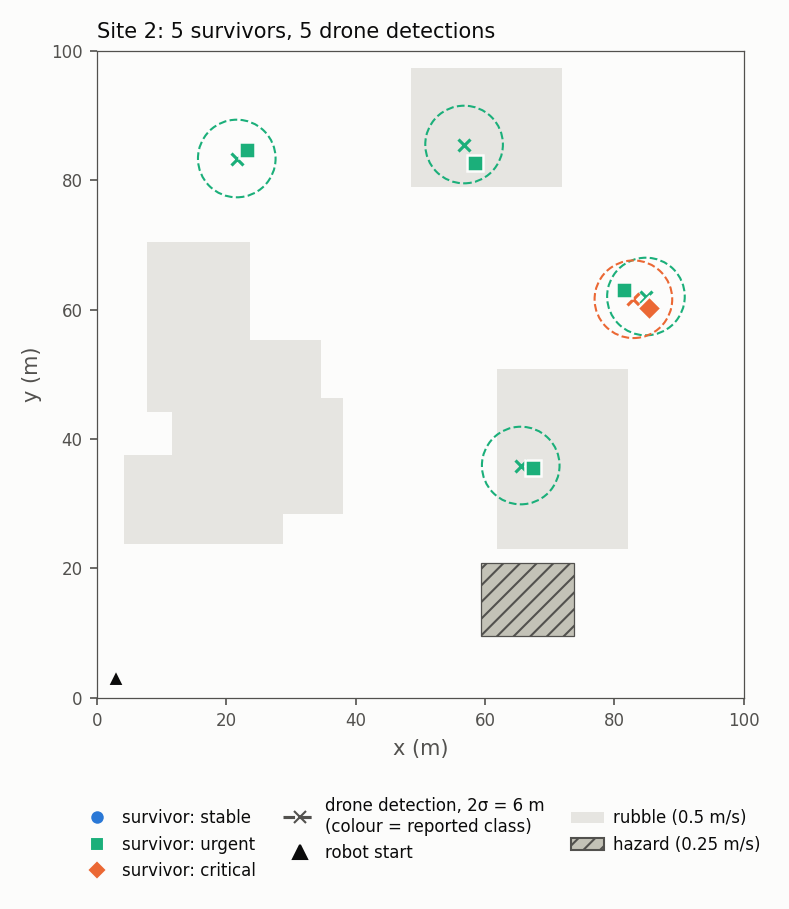 Site 2: 5 survivors, 5 drone detections
100
80
60
40
20
0
y (m)
0 20 40 60 80 100
x (m)
survivor: stable
survivor: urgent
survivor: critical
drone detection, 2σ = 6 m
(colour = reported class)
robot start
rubble (0.5 m/s)
hazard (0.25 m/s)